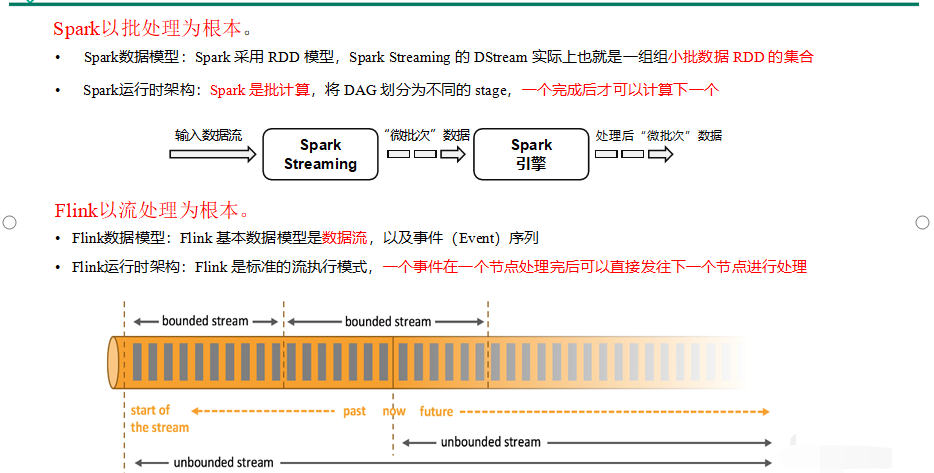 Spark以批处理为根本。
• Spark数据模型：Spark 采用 RDD 模型，Spark Streaming 的 DStream 实际上也就是一组组小批数据 RDD 的集合
• Spark运行时架构：Spark 是批计算，将 DAG 划分为不同的 stage，一个完成后才可以计算下一个
输入数据流
Spark
Streaming
“微批次”数据
Spark
引擎
处理后“微批次”数据
Flink以流处理为根本。
• Flink数据模型：Flink 基本数据模型是数据流，以及事件（Event）序列
• Flink运行时架构：Flink 是标准的流执行模式，一个事件在一个节点处理完后可以直接发往下一个节点进行处理
bounded stream
bounded stream
start of
the stream
past
now
future
unbounded stream
unbounded stream